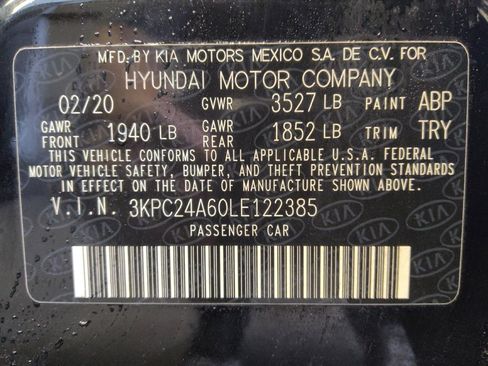 MFD. BY KIA MOTORS MEXICO S.A. DE C.V. FOR
HYUNDAI MOTOR COMPANY
02/20 GVWR 3527 LB PAINT ABP
GAWR FRONT 1940 LB GAWR REAR 1852 LB TRIM TRY
THIS VEHICLE CONFORMS TO ALL APPLICABLE U.S.A. FEDERAL
MOTOR VEHICLE SAFETY, BUMPER, AND THEFT PREVENTION STANDARDS
IN EFFECT ON THE DATE OF MANUFACTURE SHOWN ABOVE.
V.I.N. 3KPC24A60LE122385
PASSENGER CAR